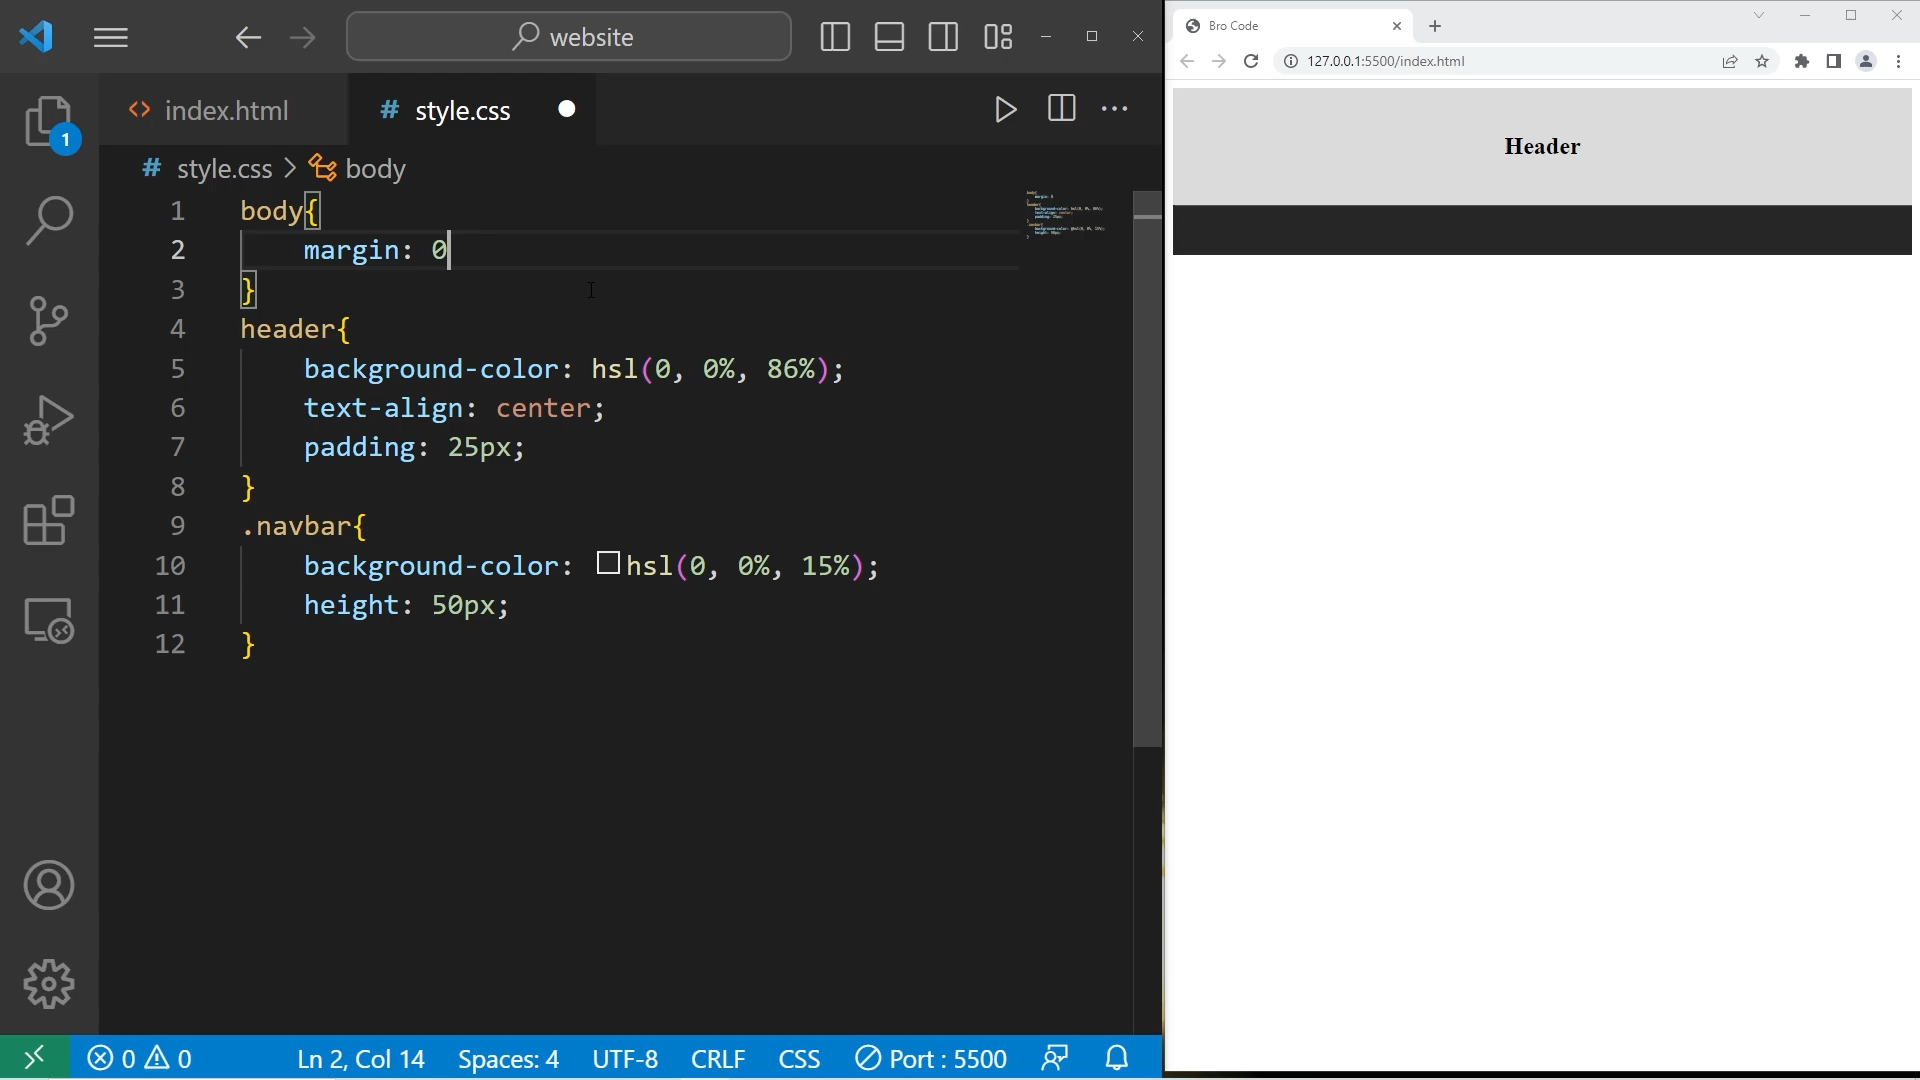 website
index.html
# style.css
# style.css > body
1 body{
2 margin: 0
3 }
4 header{
5 background-color: hsl(0, 0%, 86%);
6 text-align: center;
7 padding: 25px;
8 }
9 .navbar{
10 background-color: hsl(0, 0%, 15%);
11 height: 50px;
12 }
1
0 0
Ln 2, Col 14
Spaces: 4
UTF-8
CRLF
CSS
Port : 5500
Bro Code
127.0.0.1:5500/index.html
Header